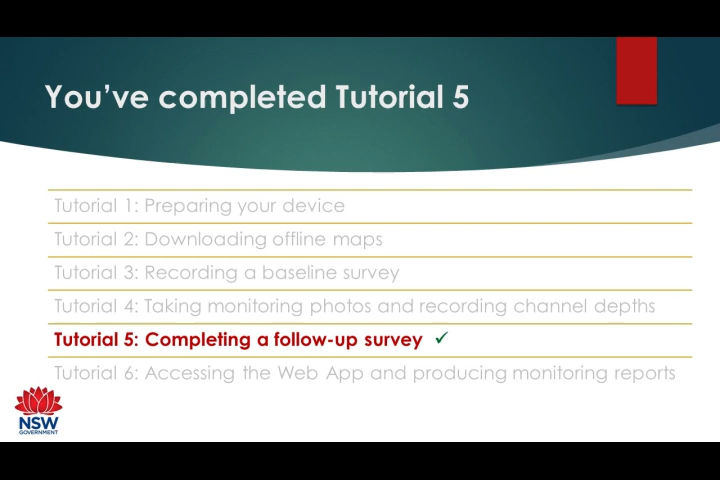 You've completed Tutorial 5
Tutorial 1: Preparing your device
Tutorial 2: Downloading offline maps
Tutorial 3: Recording a baseline survey
Tutorial 4: Taking monitoring photos and recording channel depths
Tutorial 5: Completing a follow-up survey ✓
Tutorial 6: Accessing the Web App and producing monitoring reports
NSW
GOVERNMENT